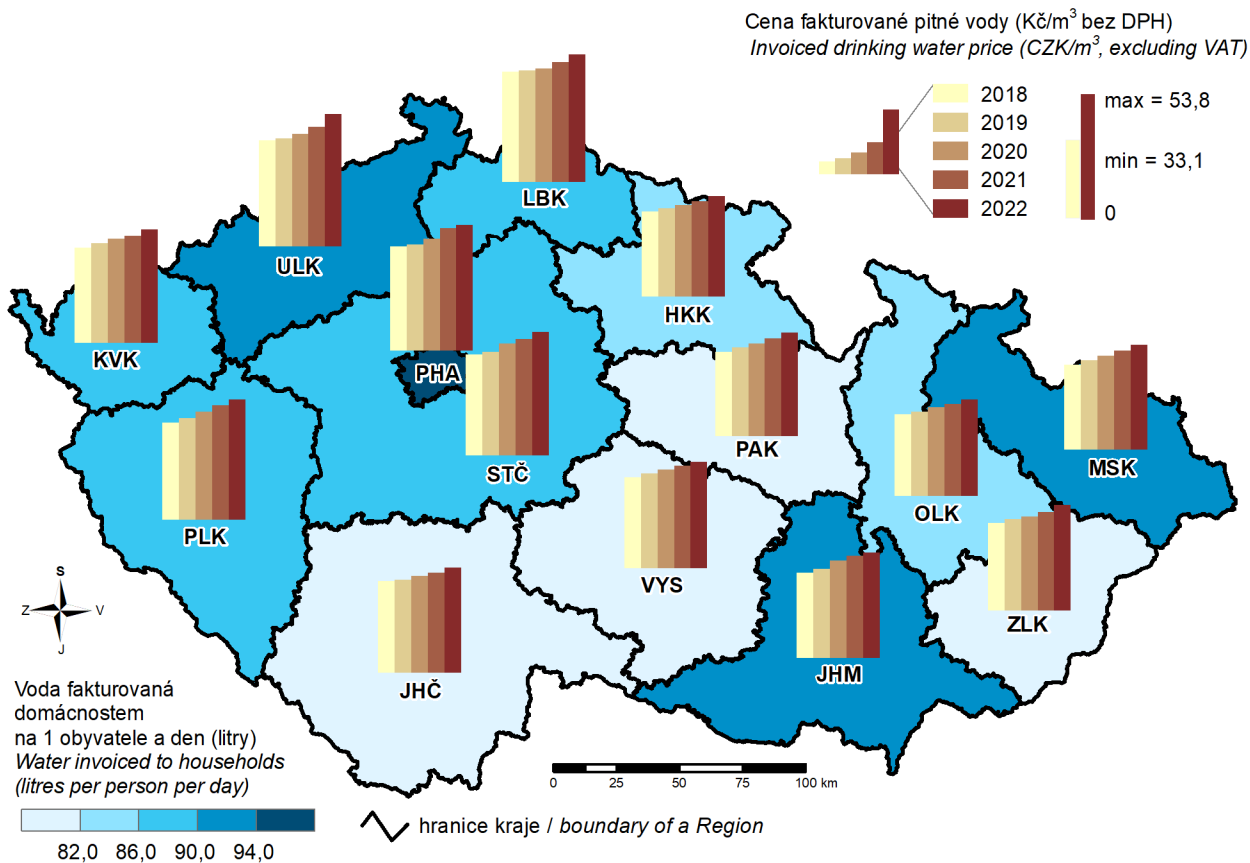 Cena fakturované pitné vody (Kč/m³ bez DPH)
Invoiced drinking water price (CZK/m³, excluding VAT)
2018
2019
2020
2021
2022
max = 53,8
min = 33,1
0
LBK
ULK
HKK
KVK
PHA
PAK
MSK
STČ
OLK
PLK
VYS
ZLK
JHM
JHČ
S
Z
V
J
Voda fakturovaná
domácnostem
na 1 obyvatele a den (litry)
Water invoiced to households
(litres per person per day)
82,0 86,0 90,0 94,0
0 25 50 75 100 km
hranice kraje / boundary of a Region